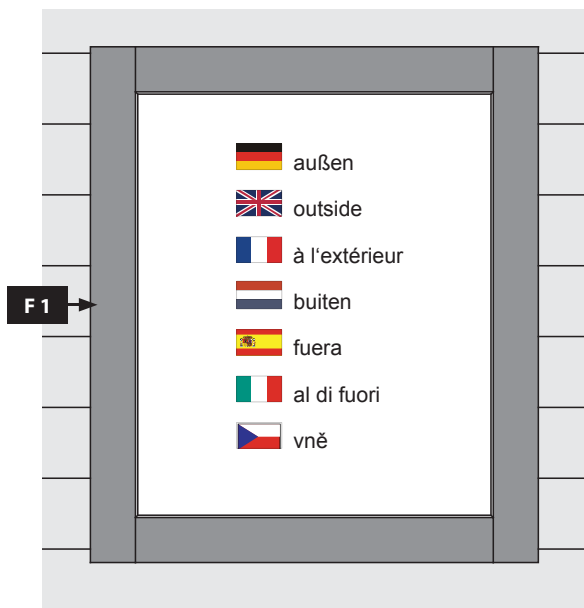 außen
outside
à l‘extérieur
F 1
buiten
fuera
al di fuori
vně